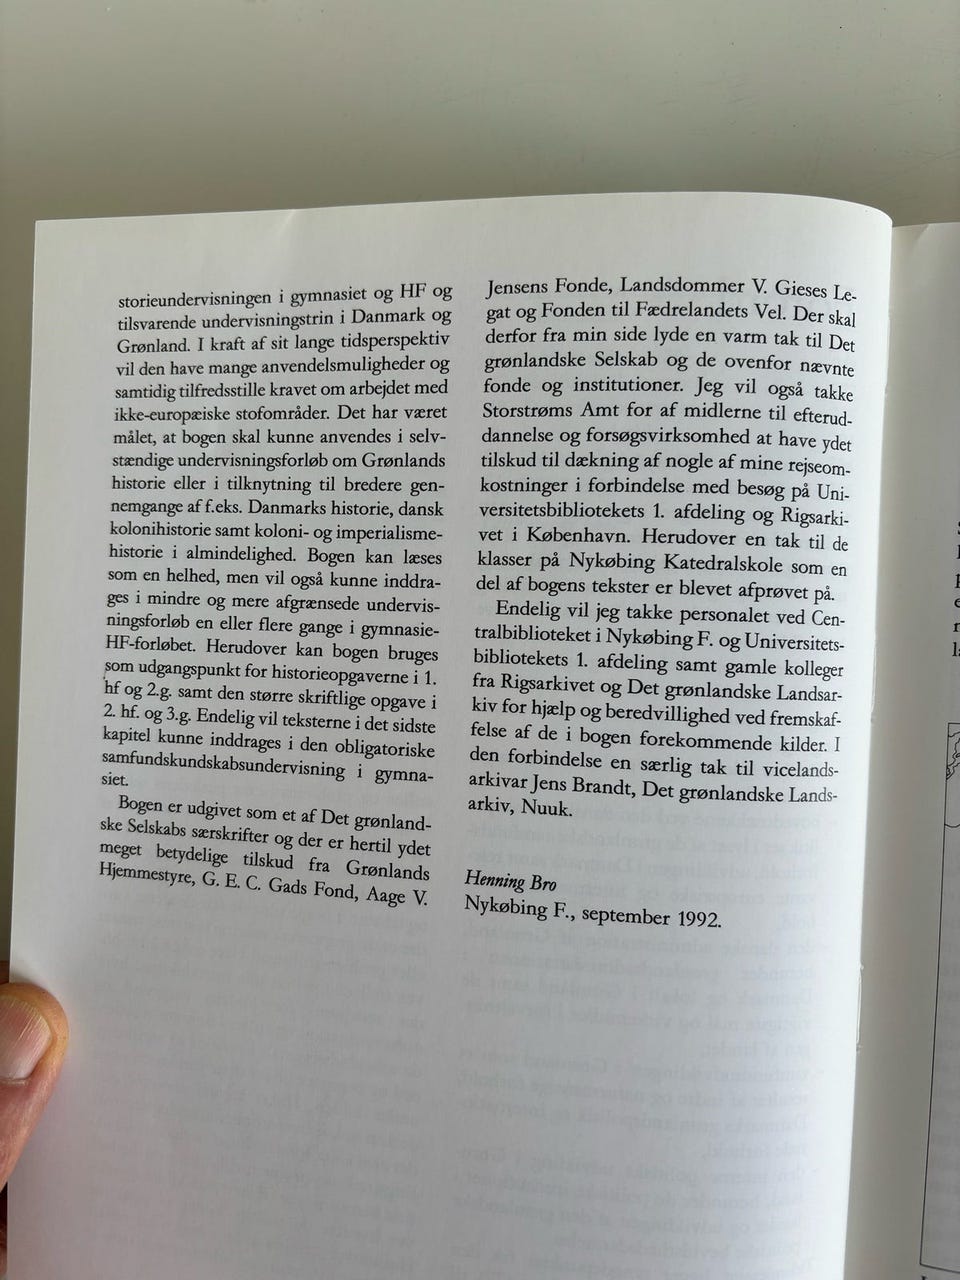 storieundervisningen i gymnasiet og HF og
tilsvarende undervisningstrin i Danmark og
Grønland. I kraft af sit lange tidsperspektiv
vil den have mange anvendelsesmuligheder og
samtidig tilfredsstille kravet om arbejdet med
ikke-europæiske stofområder. Det har været
målet, at bogen skal kunne anvendes i selv-
stændige undervisningsforløb om Grønlands
historie eller i tilknytning til bredere gen-
nemgange af f.eks. Danmarks historie, dansk
kolonihistorie samt koloni- og imperialisme-
historie i almindelighed. Bogen kan læses
som en helhed, men vil også kunne inddra-
ges i mindre og mere afgrænsede undervis-
ningsforløb en eller flere gange i gymnasie-
HF-forløbet. Herudover kan bogen bruges
som udgangspunkt for historieopgaverne i 1.
hf og 2.g. samt den større skriftlige opgave i
2. hf. og 3.g. Endelig vil teksterne i det sidste
kapitel kunne inddrages i den obligatoriske
samfundskundskabsundervisning i gymna-
siet.
Bogen er udgivet som et af Det grønland-
ske Selskabs særskrifter og der er hertil ydet
meget betydelige tilskud fra Grønlands
Hjemmestyre, G. E. C. Gads Fond, Aage V.
Jensens Fonde, Landsdommer V. Gieses Le-
gat og Fonden til Fædrelandets Vel. Der skal
derfor fra min side lyde en varm tak til Det
grønlandske Selskab og de ovenfor nævnte
fonde og institutioner. Jeg vil også takke
Storstrøms Amt for af midlerne til efterud-
dannelse og forsøgsvirksomhed at have ydet
tilskud til dækning af nogle af mine rejseom-
kostninger i forbindelse med besøg på Uni-
versitetsbibliotekets 1. afdeling og Rigsarki-
vet i København. Herudover en tak til de
klasser på Nykøbing Katedralskole som en
del af bogens tekster er blevet afprøvet på.
Endelig vil jeg takke personalet ved Cen-
tralbiblioteket i Nykøbing F. og Universitets-
bibliotekets 1. afdeling samt gamle kolleger
fra Rigsarkivet og Det grønlandske Landsar-
kiv for hjælp og beredvillighed ved fremskaf-
felse af de i bogen forekommende kilder. I
den forbindelse en særlig tak til vicelands-
arkivar Jens Brandt, Det grønlandske Lands-
arkiv, Nuuk.
Henning Bro
Nykøbing F., september 1992.